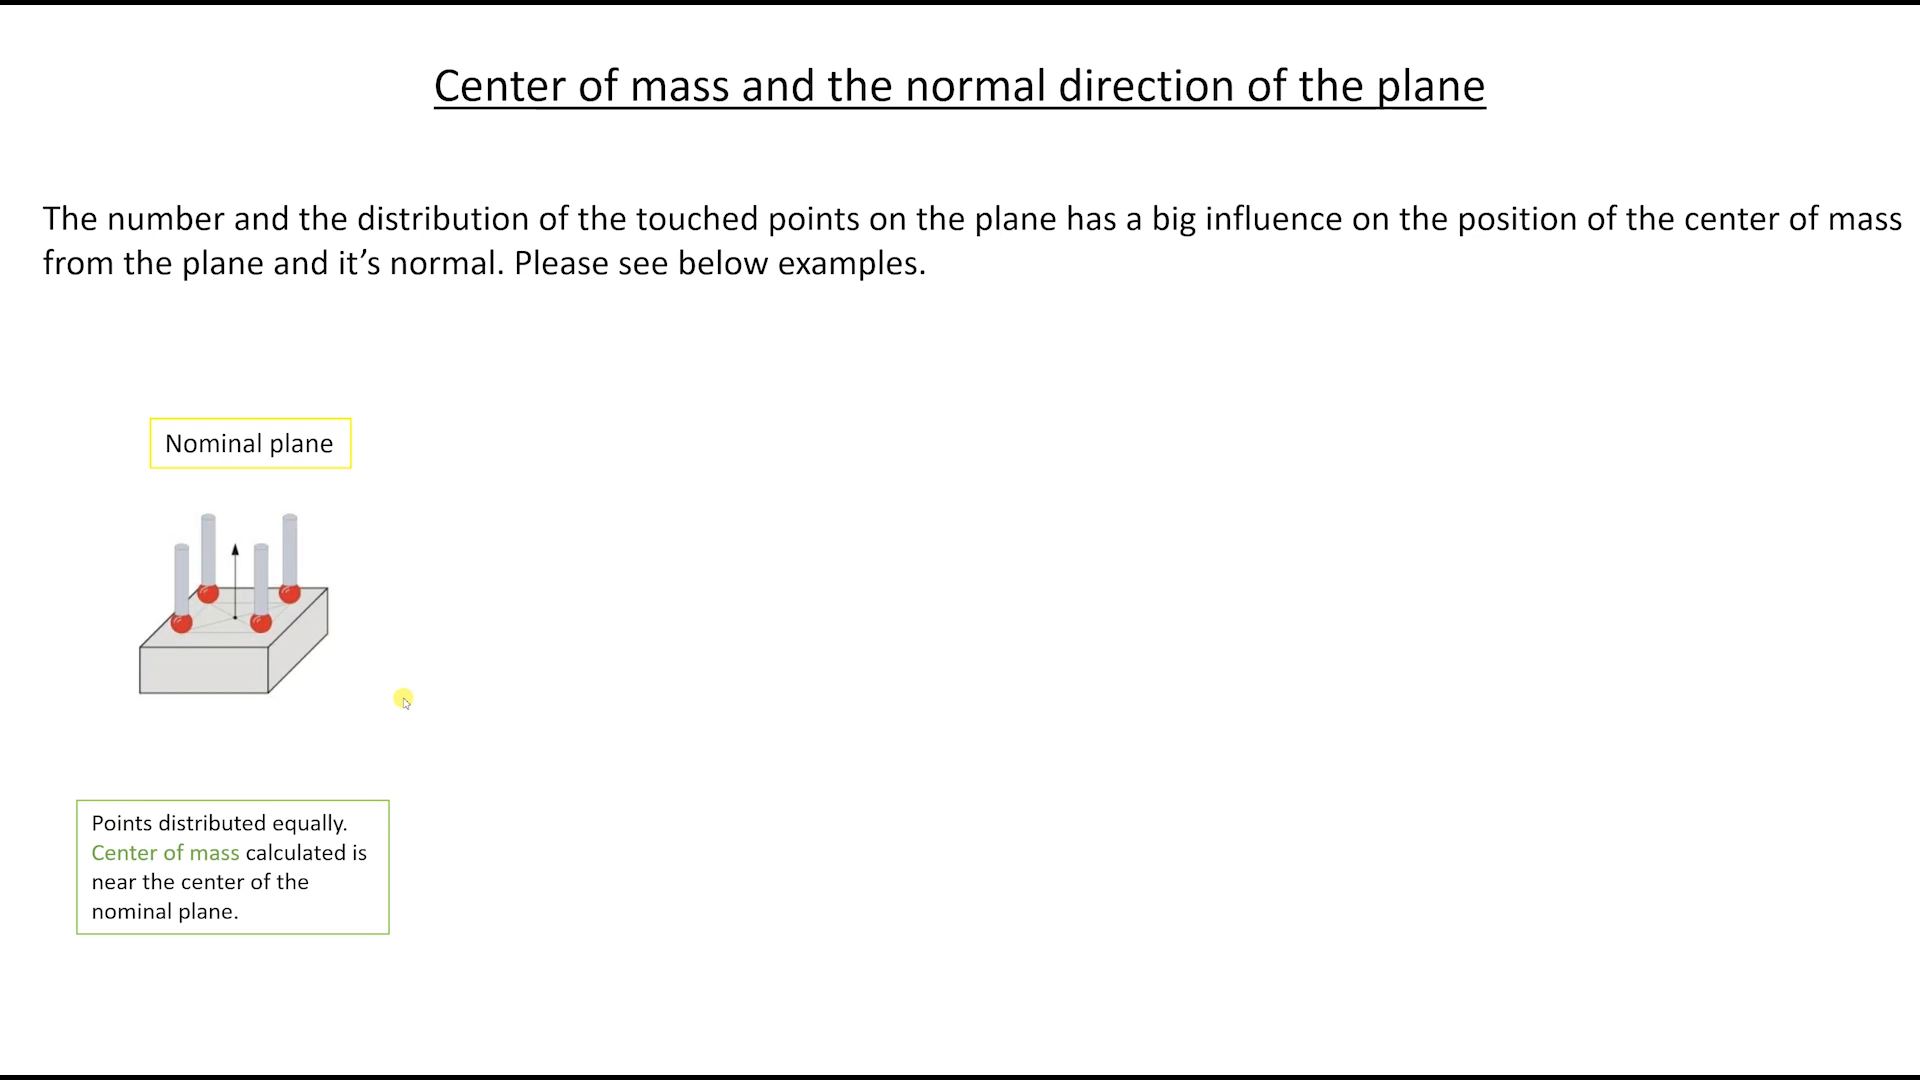 Center of mass and the normal direction of the plane
The number and the distribution of the touched points on the plane has a big influence on the position of the center of mass
from the plane and it’s normal. Please see below examples.
Nominal plane
Points distributed equally.
Center of mass calculated is
near the center of the
nominal plane.